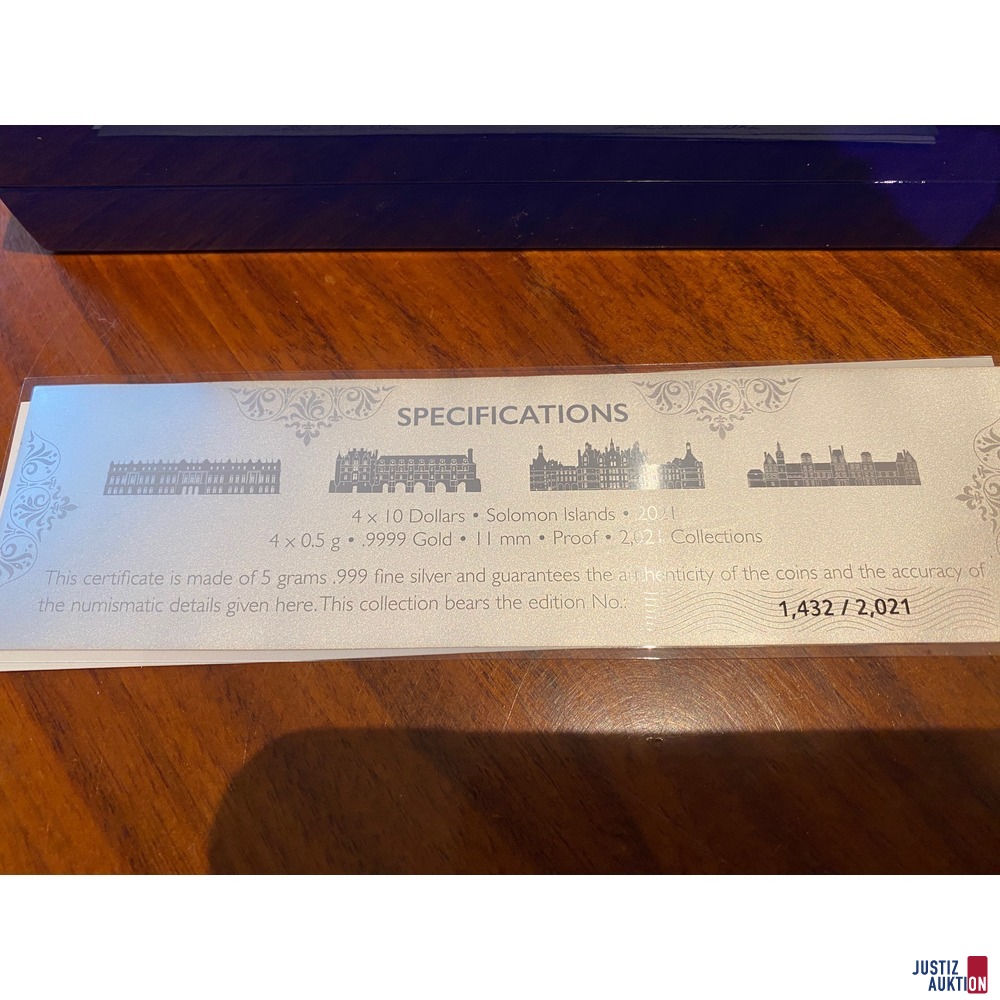 SPECIFICATIONS
4 x 10 Dollars • Solomon Islands • 2021
4 x 0.5 g • .9999 Gold • 11 mm • Proof • 2,021 Collections
This certificate is made of 5 grams .999 fine silver and guarantees the authenticity of the coins and the accuracy of
the numismatic details given here. This collection bears the edition No.:
1,432 / 2,021
JUSTIZ
AUKTION